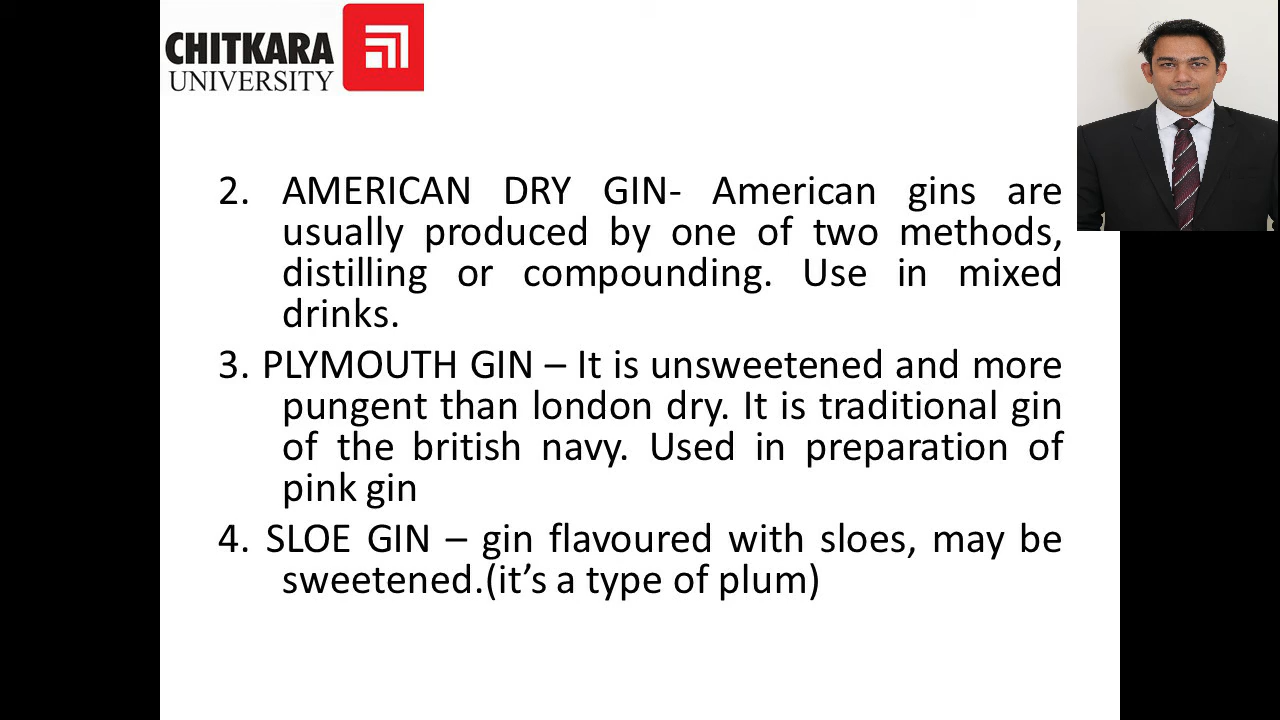 CHITKARA
UNIVERSITY
2. AMERICAN DRY GIN- American gins are
usually produced by one of two methods,
distilling or compounding. Use in mixed
drinks.
3. PLYMOUTH GIN – It is unsweetened and more
pungent than london dry. It is traditional gin
of the british navy. Used in preparation of
pink gin
4. SLOE GIN – gin flavoured with sloes, may be
sweetened.(it’s a type of plum)